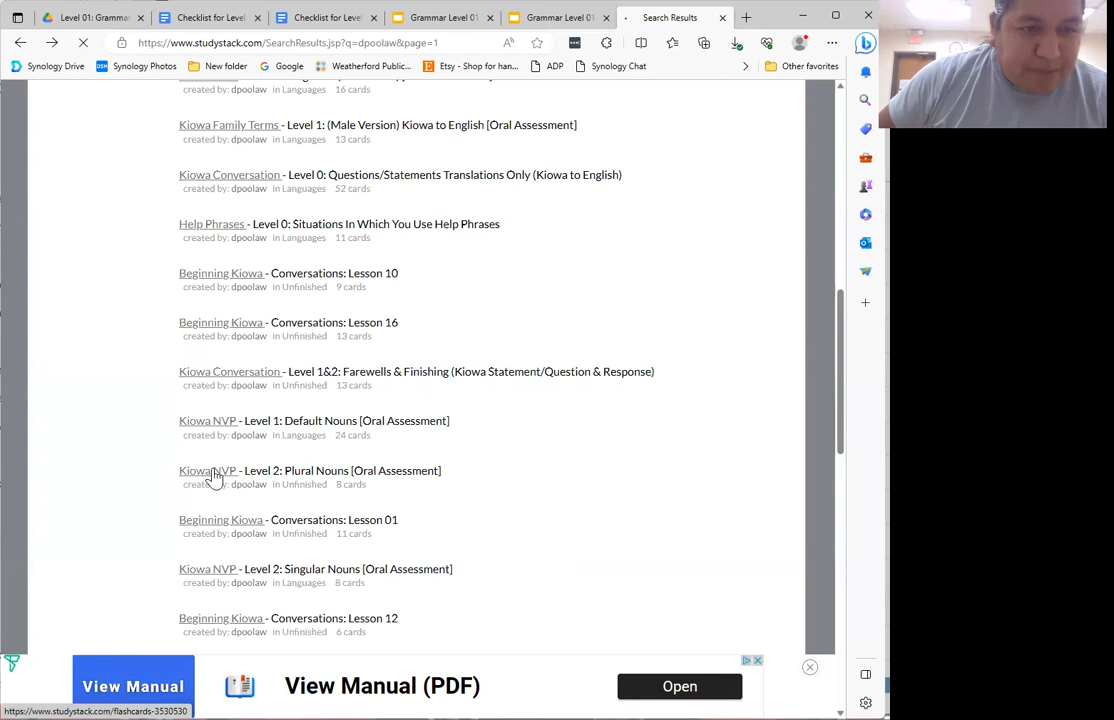 Level 01: Gramma
Checklist for Level
Checklist for Level
Grammar Level 01
Grammar Level 01
Search Results
https://www.studystack.com/SearchResults.jsp?q=dpoolaw&page=1
Synology Drive
Synology Photos
New folder
Google
Weatherford Public...
Etsy - Shop for han...
ADP
Synology Chat
Other favorites
created by: dpoolaw in Languages 16 cards
Kiowa Family Terms - Level 1: (Male Version) Kiowa to English [Oral Assessment]
created by: dpoolaw in Languages 13 cards
Kiowa Conversation - Level 0: Questions/Statements Translations Only (Kiowa to English)
created by: dpoolaw in Languages 52 cards
Help Phrases - Level 0: Situations In Which You Use Help Phrases
created by: dpoolaw in Languages 11 cards
Beginning Kiowa - Conversations: Lesson 10
created by: dpoolaw in Unfinished 9 cards
Beginning Kiowa - Conversations: Lesson 16
created by: dpoolaw in Unfinished 13 cards
Kiowa Conversation - Level 1&2: Farewells & Finishing (Kiowa Statement/Question & Response)
created by: dpoolaw in Unfinished 13 cards
Kiowa NVP - Level 1: Default Nouns [Oral Assessment]
created by: dpoolaw in Languages 24 cards
Kiowa NVP - Level 2: Plural Nouns [Oral Assessment]
created by: dpoolaw in Unfinished 8 cards
Beginning Kiowa - Conversations: Lesson 01
created by: dpoolaw in Unfinished 11 cards
Kiowa NVP - Level 2: Singular Nouns [Oral Assessment]
created by: dpoolaw in Languages 8 cards
Beginning Kiowa - Conversations: Lesson 12
created by: dpoolaw in Unfinished 6 cards
View Manual
View Manual (PDF)
Open
https://www.studystack.com/flashcards-3530530